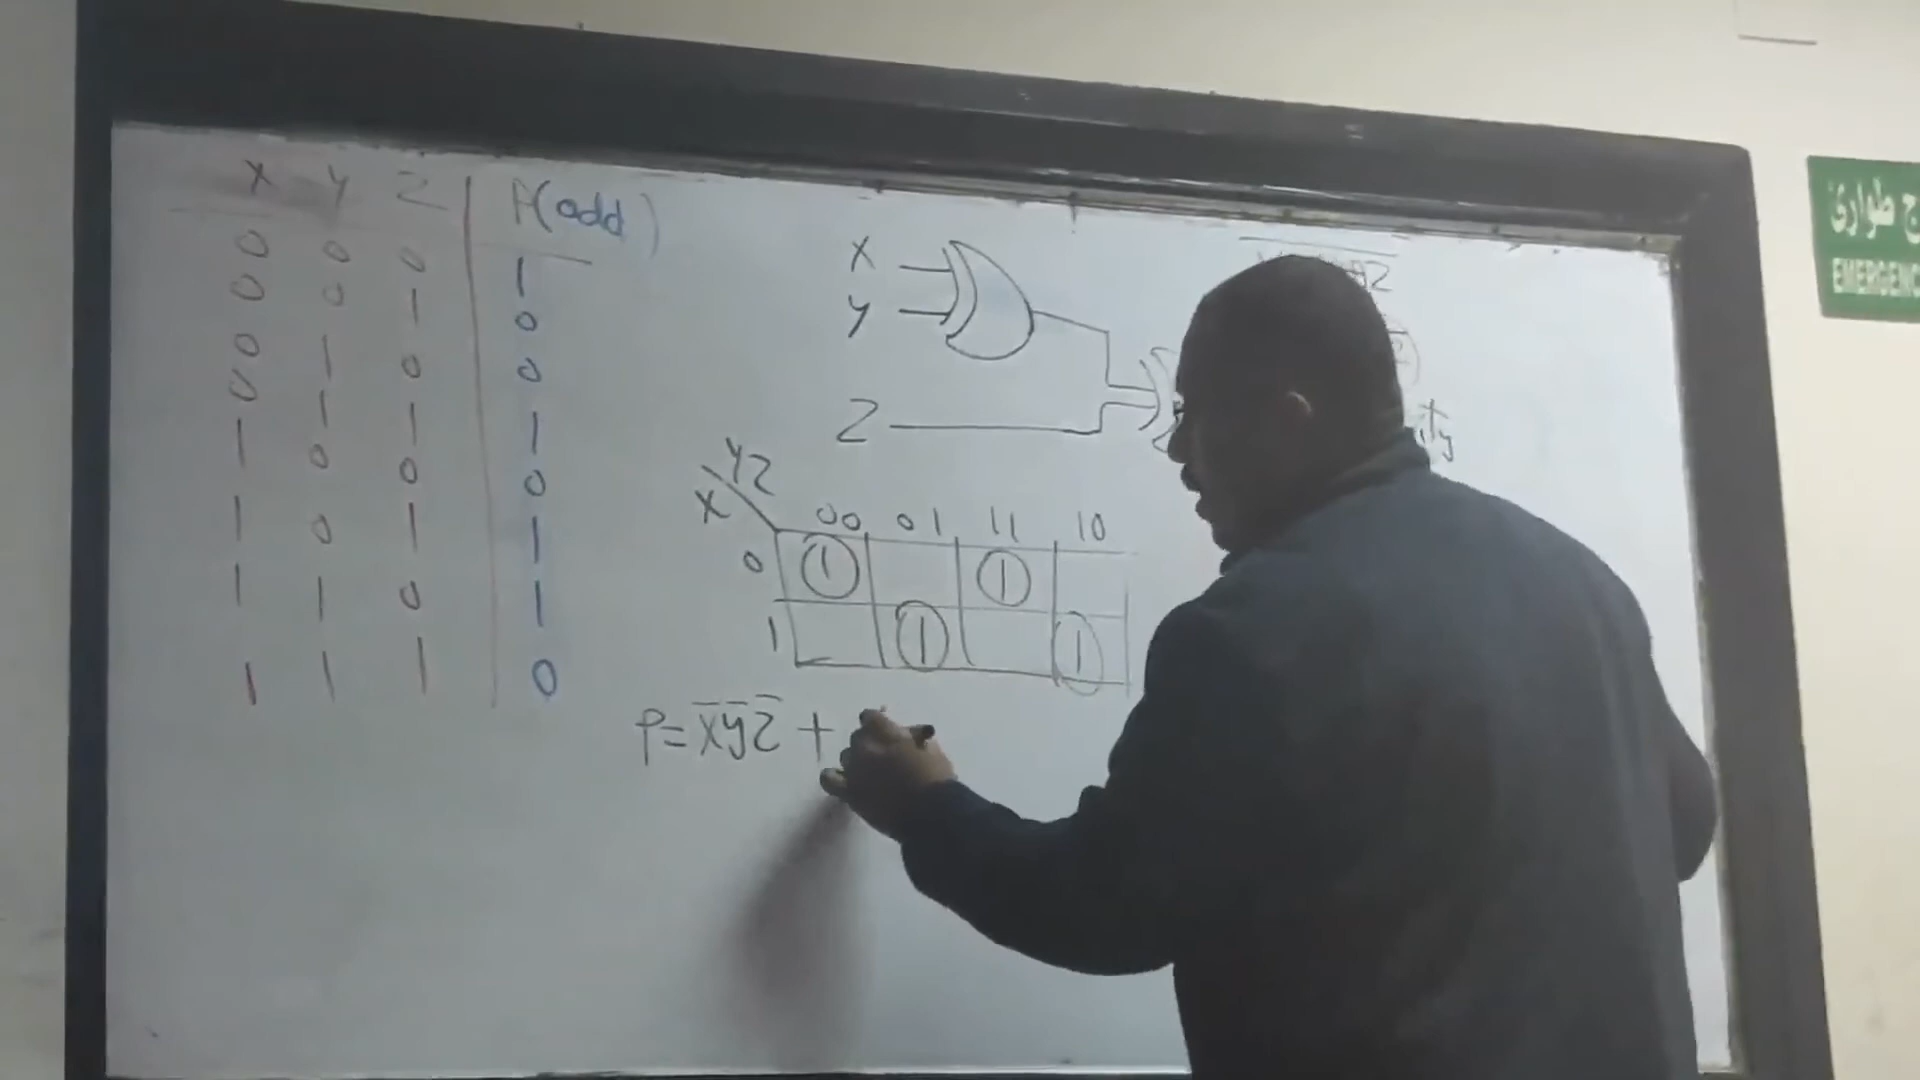 x y z P(odd)
0 0 0 1
0 0 1 0
0 1 0 0
0 1 1 1
1 0 0 0
1 0 1 1
1 1 0 1
1 1 1 0
x
y
z
yz
x
00 01 11 10
0 1 1
1 1 1
P = x̄ȳz̄ +
طوارئ
EMERGENC